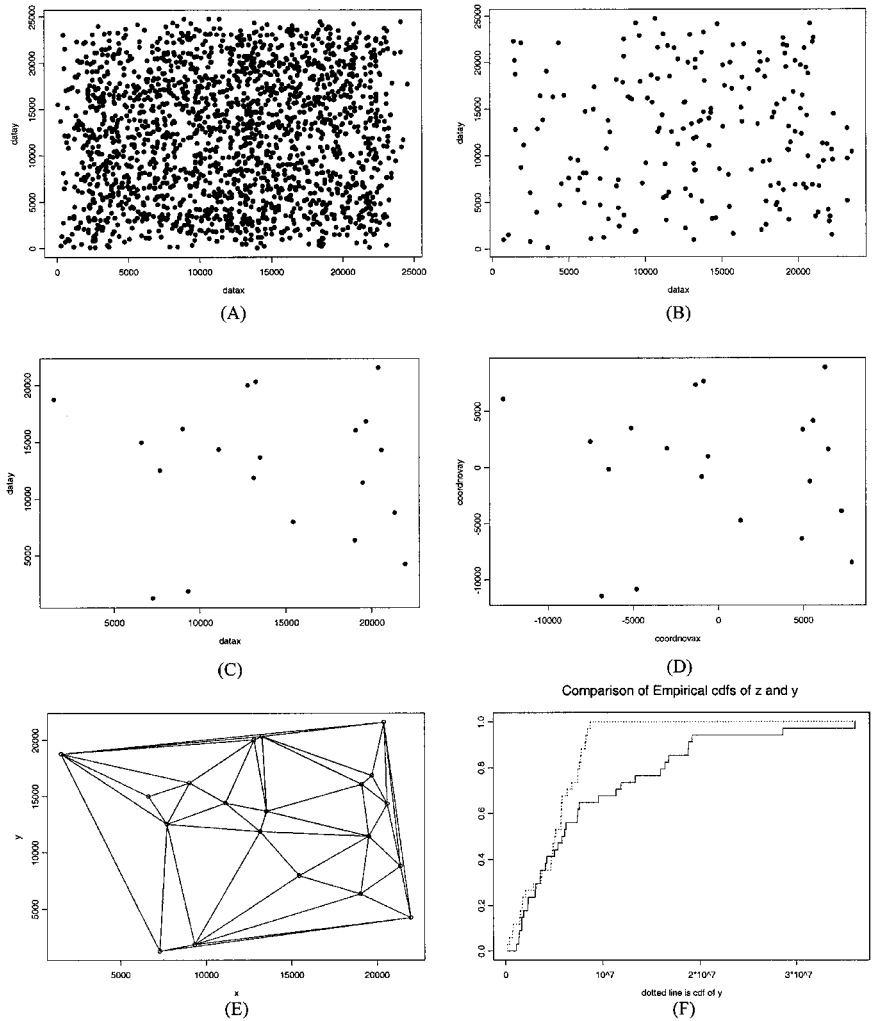 25000
20000
15000
10000
5000
0
datay
0 5000 10000 15000 20000 25000
datax
(A)
25000
20000
15000
10000
5000
0
datay
5000 10000 15000 20000
datax
(B)
20000
15000
10000
5000
datay
5000 10000 15000 20000
datax
(C)
5000
0
-5000
-10000
coordnovay
-10000 -5000 0 5000
coordnovax
(D)
20000
15000
10000
5000
y
5000 10000 15000 20000
x
(E)
Comparison of Empirical cdfs of z and y
1.0
0.8
0.6
0.4
0.2
0.0
0 10^7 2*10^7 3*10^7
dotted line is cdf of y
(F)